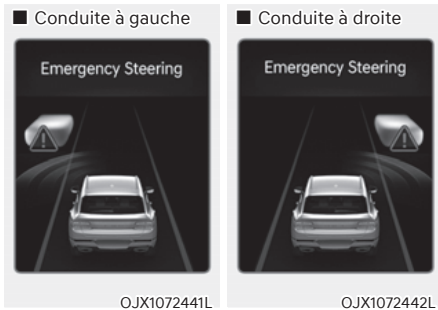 ■ Conduite à gauche
Emergency Steering
OJX1072441L
■ Conduite à droite
Emergency Steering
OJX1072442L